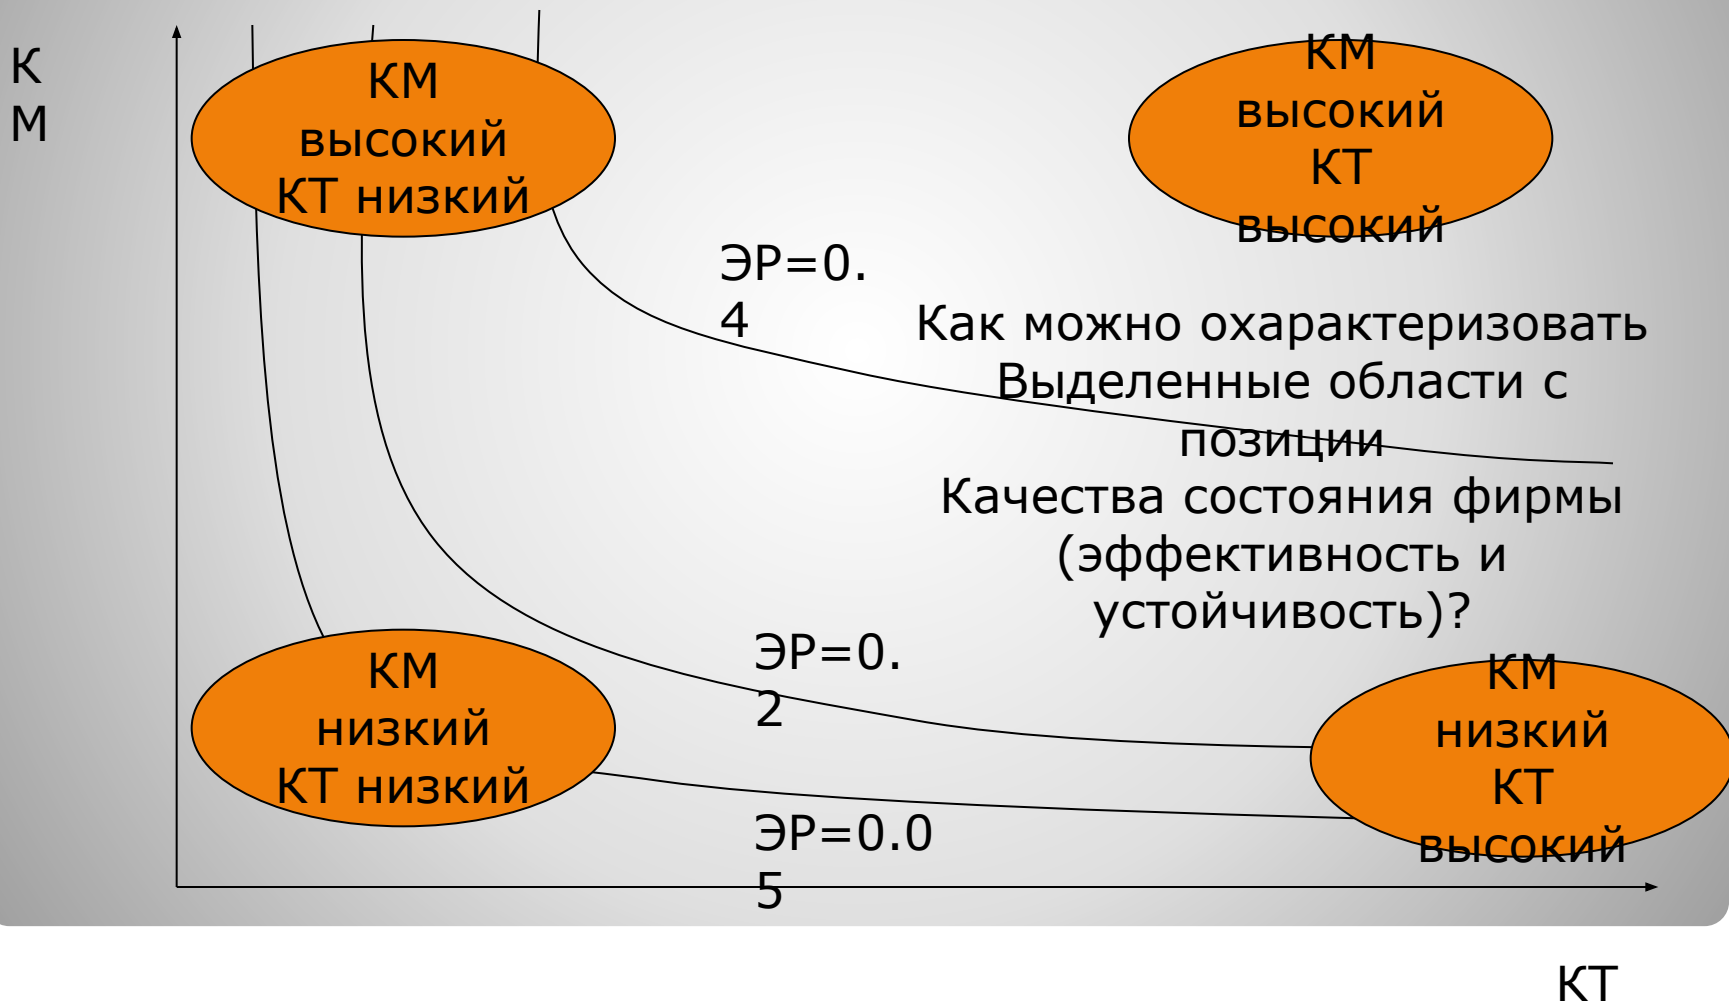 К
М
КМ
высокий
КТ низкий
КМ
высокий
КТ
высокий
ЭР=0.
4
Как можно охарактеризовать
Выделенные области с
позиции
Качества состояния фирмы
(эффективность и
устойчивость)?
ЭР=0.
2
КМ
низкий
КТ низкий
КМ
низкий
КТ
высокий
ЭР=0.0
5
КТ